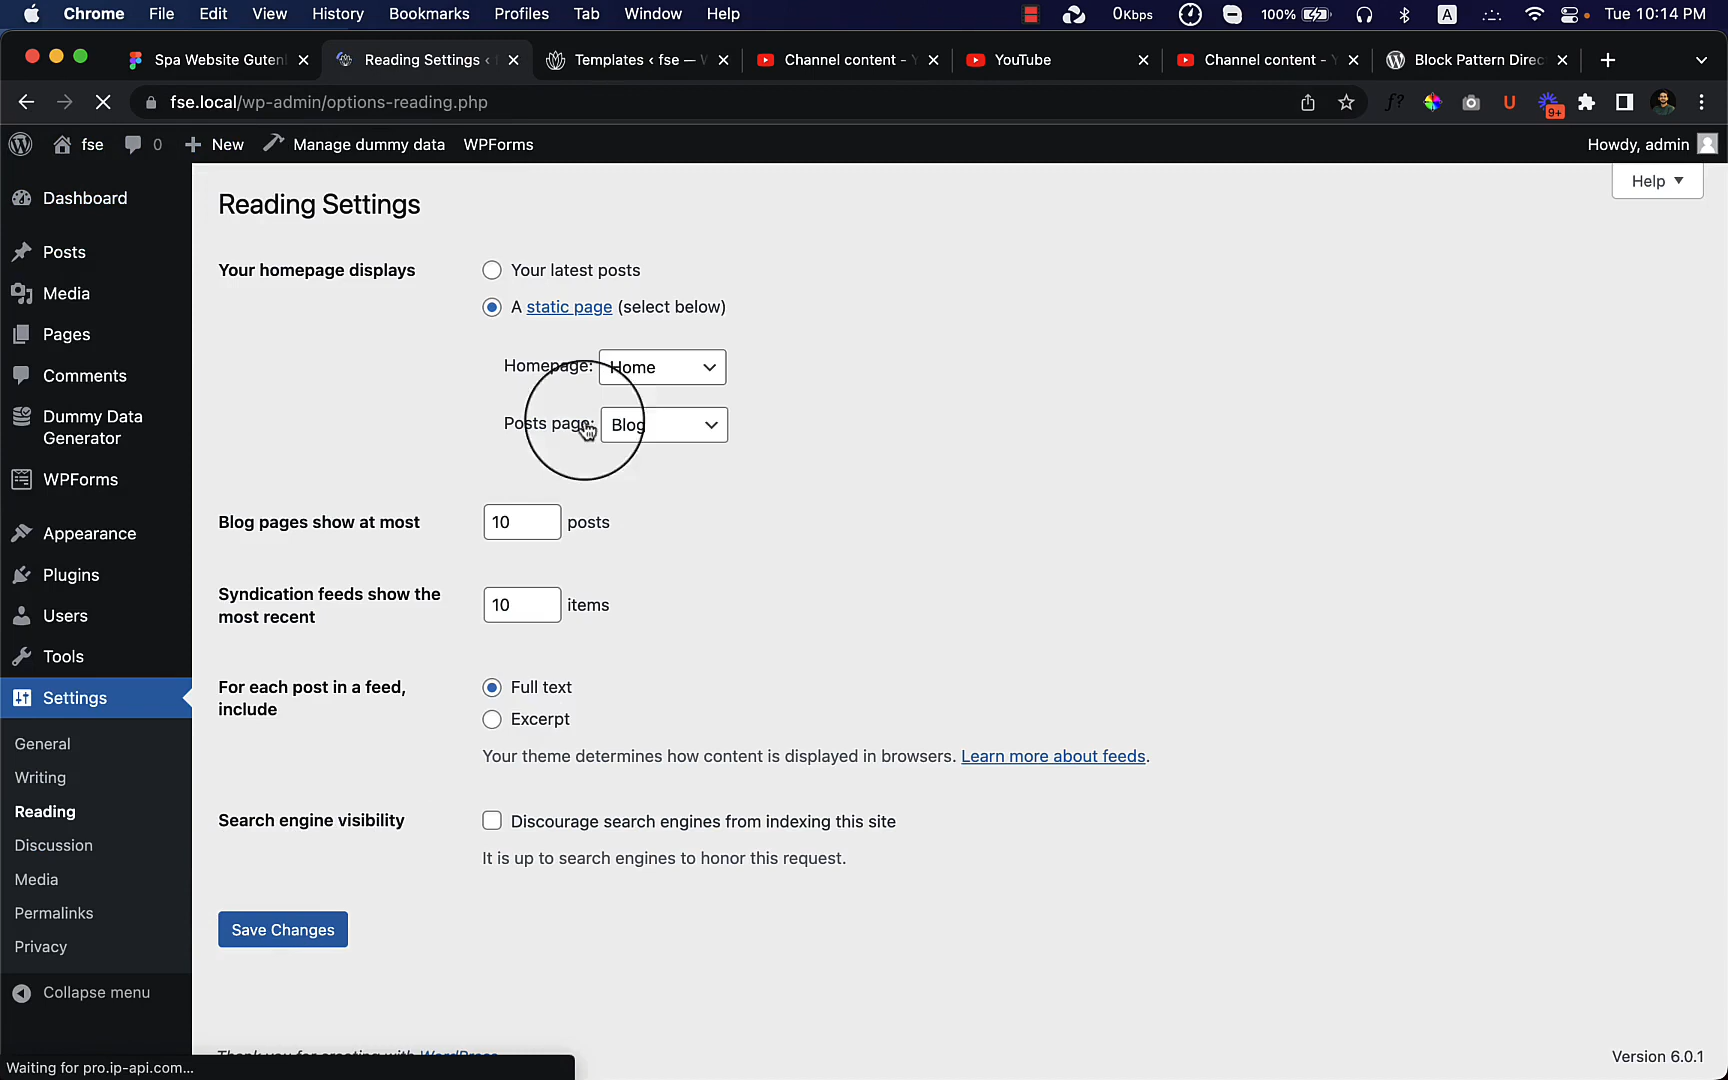 Chrome File Edit View History Bookmarks Profiles Tab Window Help 0Kbps 100% A Tue 10:14 PM
Spa Website Guten Reading Settings ‹ Templates ‹ fse — Channel content - YouTube Channel content - Block Pattern Direc
fse.local/wp-admin/options-reading.php f? U 9+
fse 0 New Manage dummy data WPForms Howdy, admin
Help
Dashboard
Posts
Media
Pages
Comments
Dummy Data
Generator
WPForms
Appearance
Plugins
Users
Tools
Settings
General
Writing
Reading
Discussion
Media
Permalinks
Privacy
Collapse menu
Reading Settings
Your homepage displays
Your latest posts
A static page (select below)
Homepage: Home
Posts page: Blog
Blog pages show at most 10 posts
Syndication feeds show the
most recent
10 items
For each post in a feed,
include
Full text
Excerpt
Your theme determines how content is displayed in browsers. Learn more about feeds.
Search engine visibility
Discourage search engines from indexing this site
It is up to search engines to honor this request.
Save Changes
Thank you for creating with WordPress
Version 6.0.1
Waiting for pro.ip-api.com...